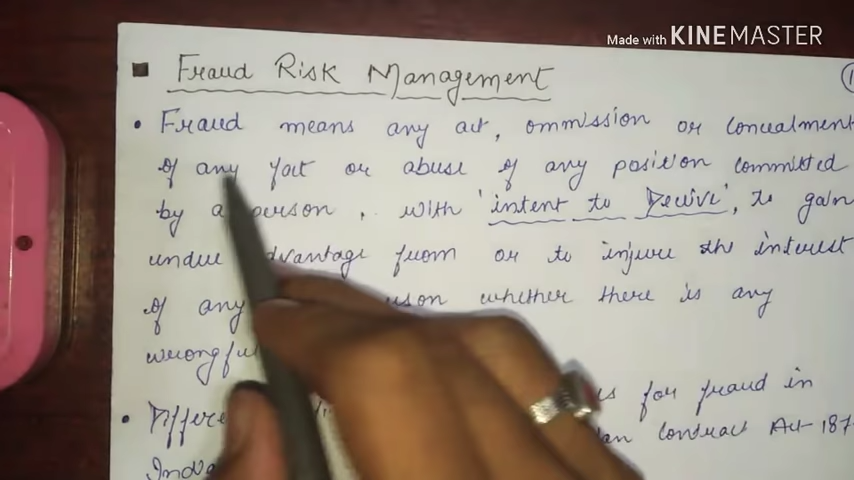 Made with KINEMASTER
Fraud Risk Management
Fraud means any act, ommission or concealment
of any fact or abuse of any position committed
by a person, with 'intent to Decive', to gain
undue advantage from or to injure the interest
of any whether there is any
for fraud in
Contract Act 187